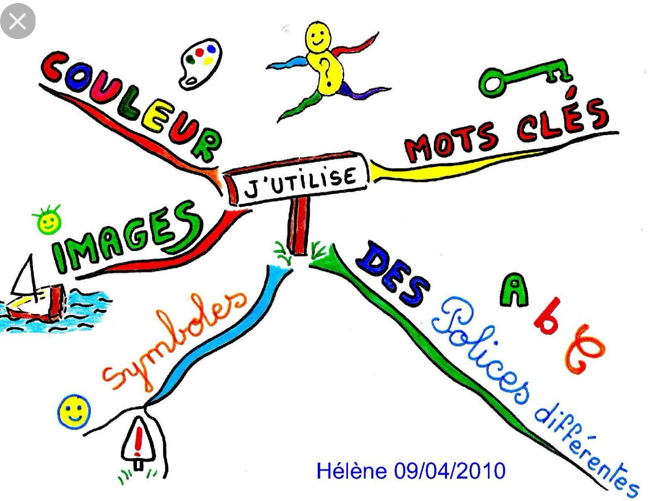 COULEUR
?
MOTS CLÉS
J'UTILISE
IMAGES
DES Polices différentes
A b C
Symboles
!
Hélène 09/04/2010